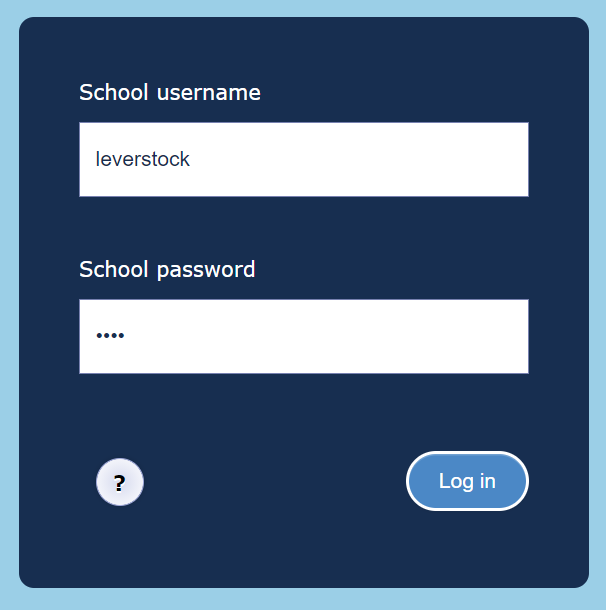 School username
leverstock
School password
••••
?
Log in